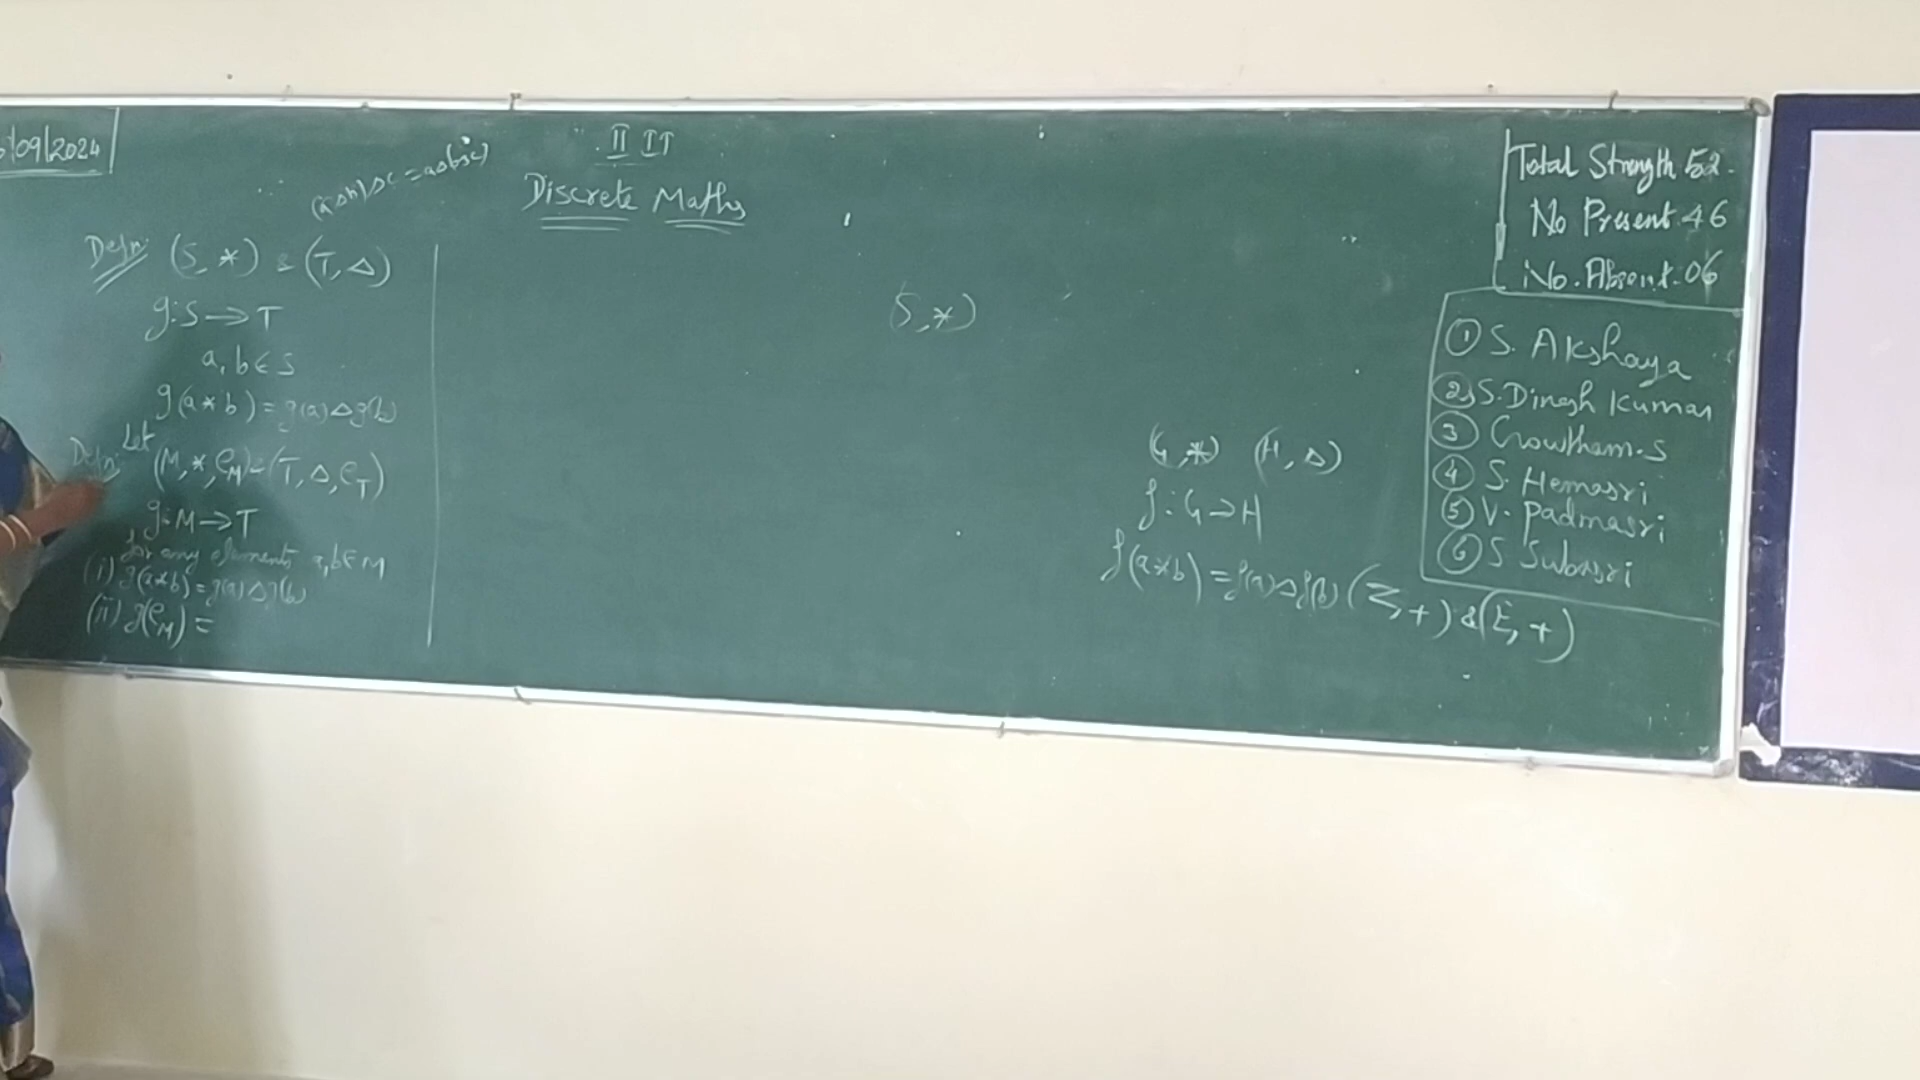 /09/2024
II IT
Discrete Maths
(a Δ b) Δ c = a Δ (b Δ c)
Defn: (S, *) & (T, Δ)
g: S → T
a, b ∈ S
g(a * b) = g(a) Δ g(b)
Defn: Let
(M, *, e_M) & (T, Δ, e_T)
g: M → T
for any elements a, b ∈ M
(i) g(a * b) = g(a) Δ g(b)
(ii) g(e_M) =
(S, *)
(G, *) (H, Δ)
f: G → H
f(a * b) = f(a) Δ f(b) (Z, +) & (E, +)
Total Strength 52.
No Present 46
No. Absent. 06
① S. Akshaya
② S. Dinesh Kumar
③ Gowtham. S
④ S. Hemasri
⑤ V. Padmasri
⑥ S Subasri